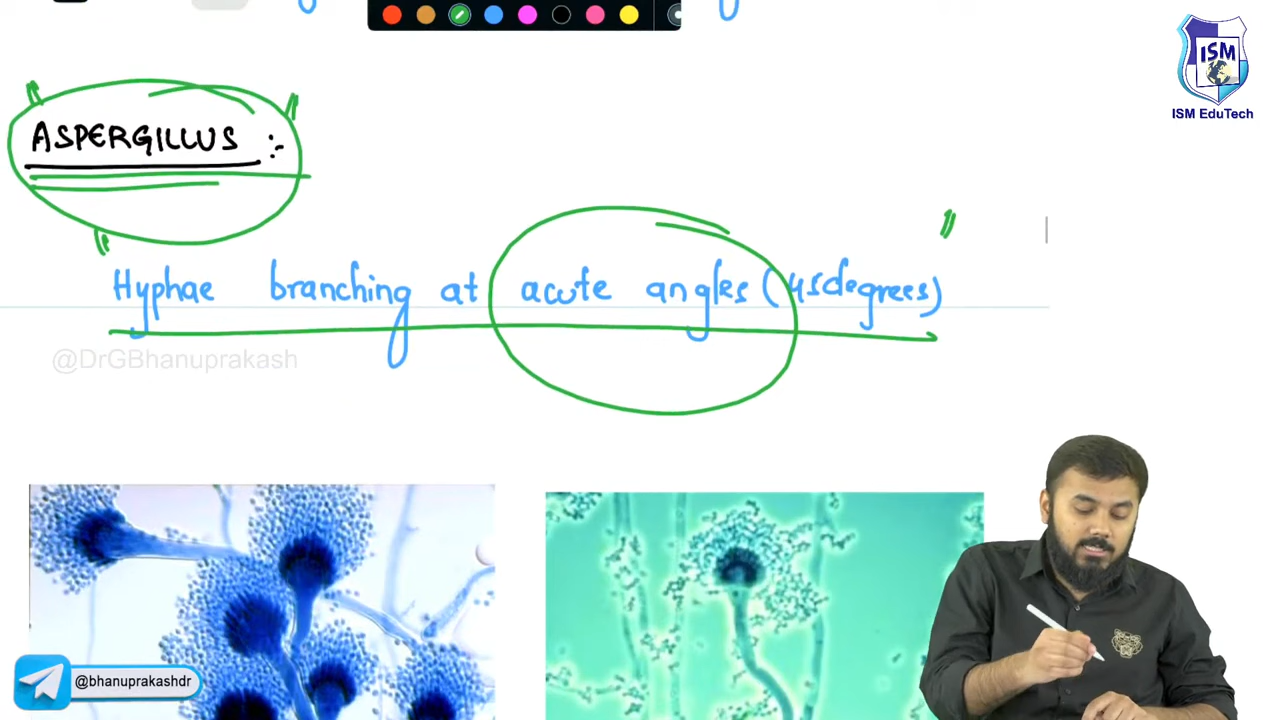 ISM
ISM EduTech
ASPERGILLUS :-
Hyphae branching at acute angles (45degrees)
@DrGBhanuprakash
@bhanuprakashdr